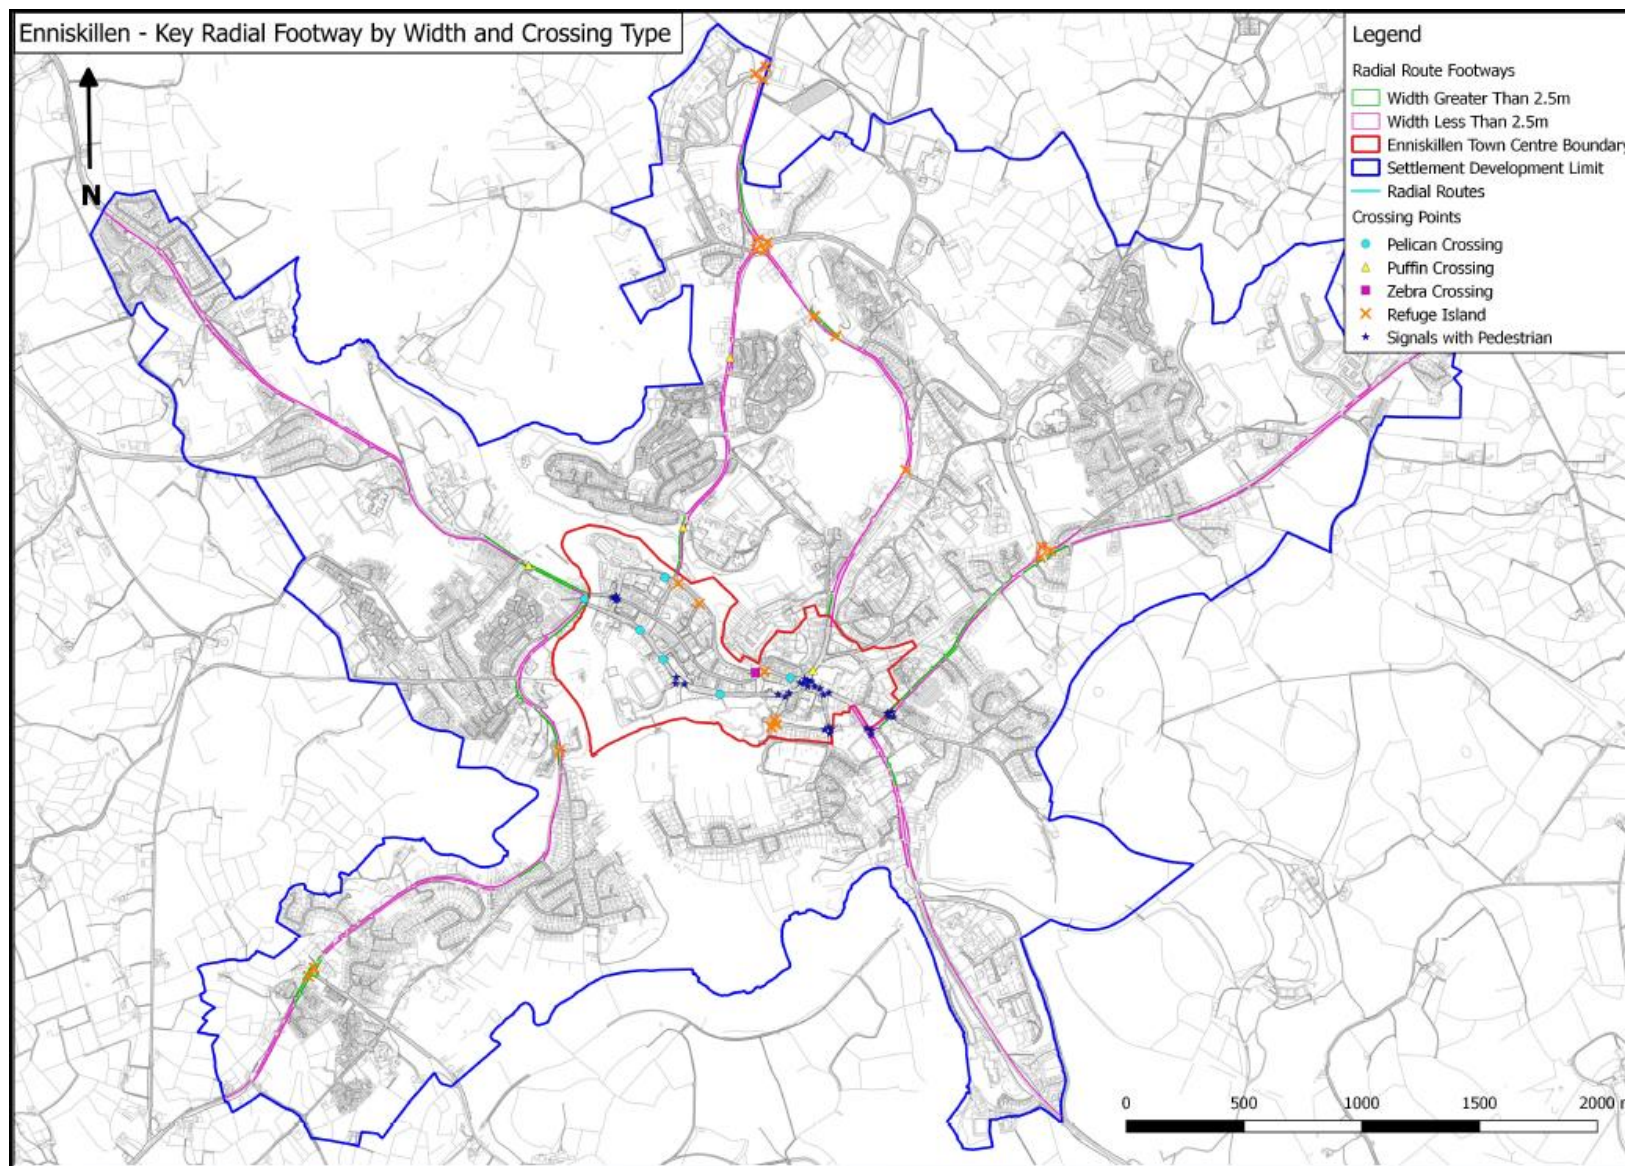 Enniskillen - Key Radial Footway by Width and Crossing Type
N
Legend
Radial Route Footways
Width Greater Than 2.5m
Width Less Than 2.5m
Enniskillen Town Centre Boundary
Settlement Development Limit
Radial Routes
Crossing Points
Pelican Crossing
Puffin Crossing
Zebra Crossing
Refuge Island
Signals with Pedestrian
0 500 1000 1500 2000 m